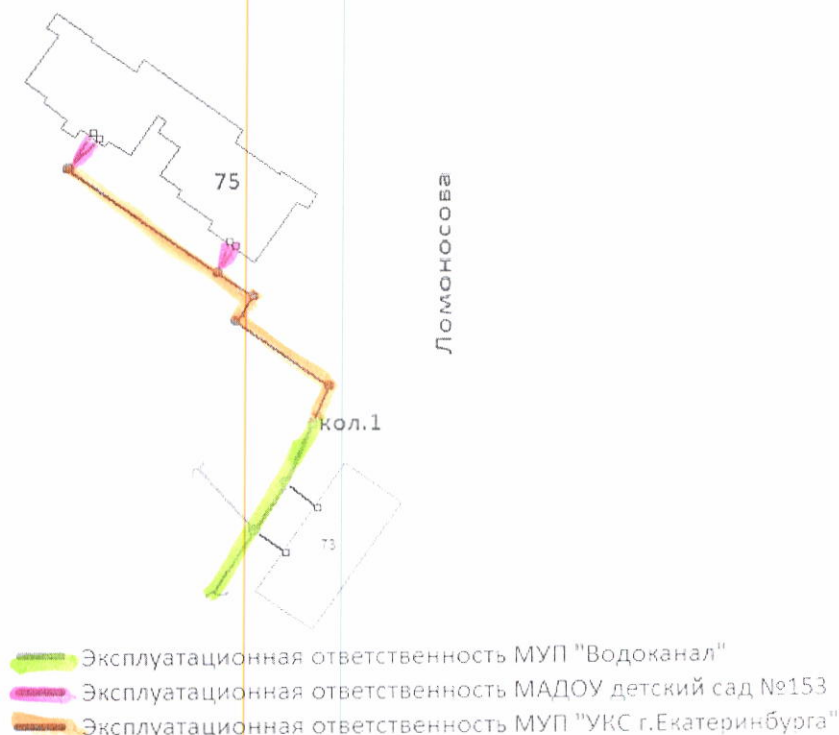 75
Ломоносова
кол.1
73
Эксплуатационная ответственность МУП "Водоканал"
Эксплуатационная ответственность МАДОУ детский сад №153
Эксплуатационная ответственность МУП "УКС г.Екатеринбурга"